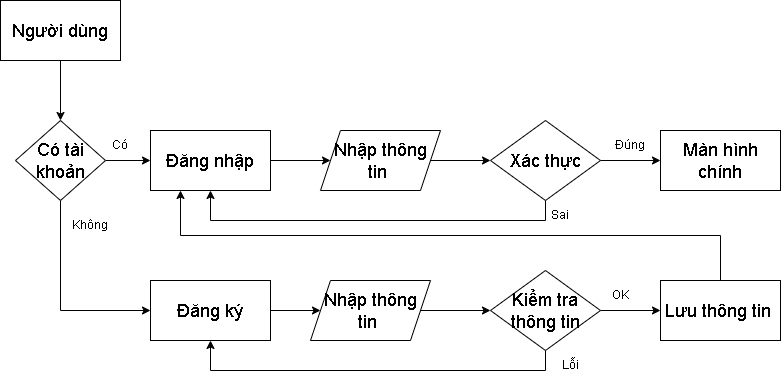 Người dùng
Có tài
khoản
Có
Đăng nhập
Nhập thông
tin
Xác thực
Đúng
Màn hình
chính
Sai
Không
Đăng ký
Nhập thông
tin
Kiểm tra
thông tin
OK
Lưu thông tin
Lỗi